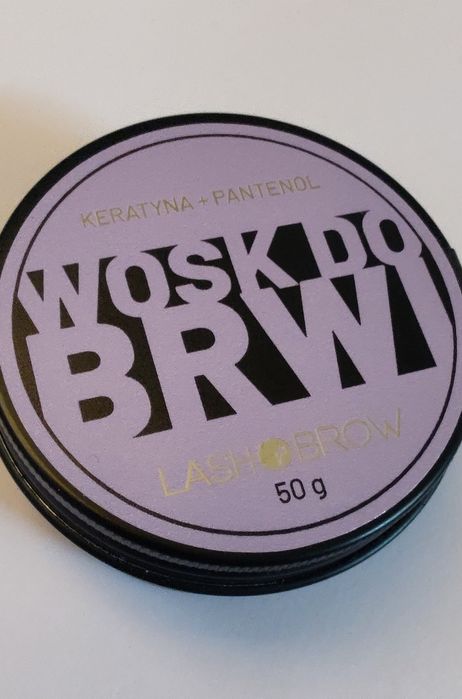 KERATYNA + PANTENOL
WOSK DO
BRWI
LASH BROW
50 g